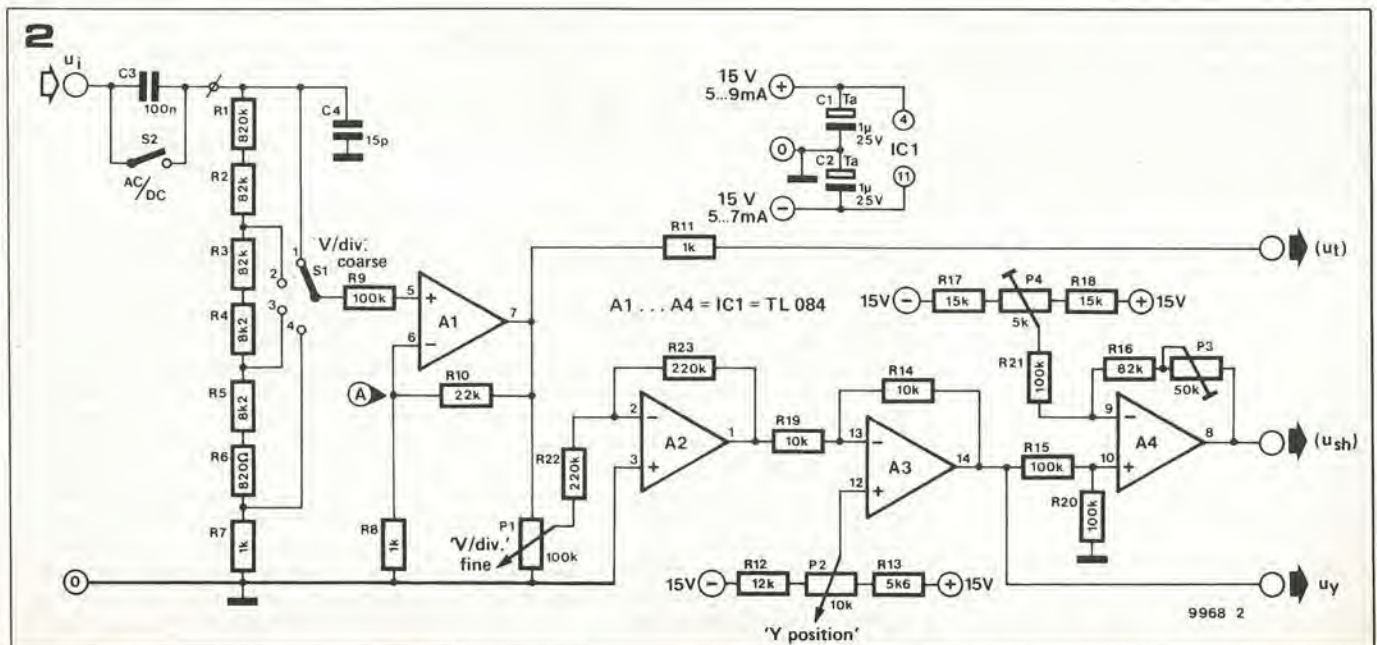 2
ui
C3
100n
S2
AC/DC
R1
820k
R2
82k
R3
82k
R4
8k2
R5
8k2
R6
820Ω
R7
1k
C4
15p
1
2
3
4
S1
V/div:
coarse
R9
100k
5
+
6
−
A1
7
A
R10
22k
R8
1k
P1
100k
'V/div.'
fine
R22
220k
0
15 V
5...9mA
+
C1
Ta
1µ
25V
4
IC1
0
C2
Ta
1µ
25V
11
15 V
5...7mA
−
R11
1k
(ut)
A1 . . . A4 = IC1 = TL 084
R23
220k
2
−
3
+
A2
1
R19
10k
R14
10k
13
−
12
+
A3
14
15V
−
R12
12k
P2
10k
R13
5k6
+
15V
'Y position'
15V
−
R17
15k
P4
5k
R18
15k
+
15V
R21
100k
R16
82k
P3
50k
9
−
10
+
A4
8
R15
100k
R20
100k
(ush)
uy
9968 2